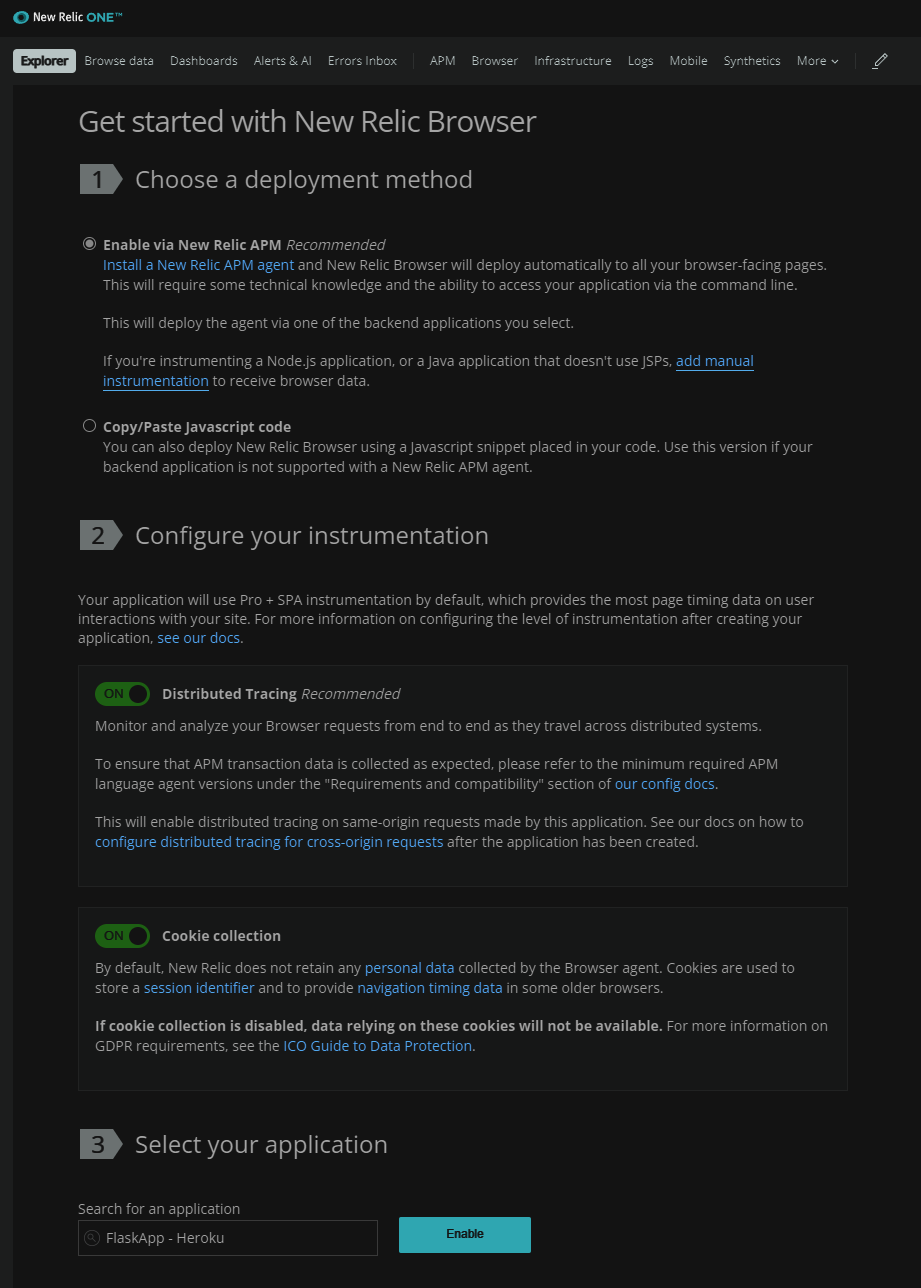 New Relic ONE™
Explorer Browse data Dashboards Alerts & AI Errors Inbox APM Browser Infrastructure Logs Mobile Synthetics More
Get started with New Relic Browser
1 Choose a deployment method
Enable via New Relic APM Recommended
Install a New Relic APM agent and New Relic Browser will deploy automatically to all your browser-facing pages.
This will require some technical knowledge and the ability to access your application via the command line.
This will deploy the agent via one of the backend applications you select.
If you're instrumenting a Node.js application, or a Java application that doesn't use JSPs, add manual
instrumentation to receive browser data.
Copy/Paste Javascript code
You can also deploy New Relic Browser using a Javascript snippet placed in your code. Use this version if your
backend application is not supported with a New Relic APM agent.
2 Configure your instrumentation
Your application will use Pro + SPA instrumentation by default, which provides the most page timing data on user
interactions with your site. For more information on configuring the level of instrumentation after creating your
application, see our docs.
ON Distributed Tracing Recommended
Monitor and analyze your Browser requests from end to end as they travel across distributed systems.
To ensure that APM transaction data is collected as expected, please refer to the minimum required APM
language agent versions under the "Requirements and compatibility" section of our config docs.
This will enable distributed tracing on same-origin requests made by this application. See our docs on how to
configure distributed tracing for cross-origin requests after the application has been created.
ON Cookie collection
By default, New Relic does not retain any personal data collected by the Browser agent. Cookies are used to
store a session identifier and to provide navigation timing data in some older browsers.
If cookie collection is disabled, data relying on these cookies will not be available. For more information on
GDPR requirements, see the ICO Guide to Data Protection.
3 Select your application
Search for an application
FlaskApp - Heroku Enable